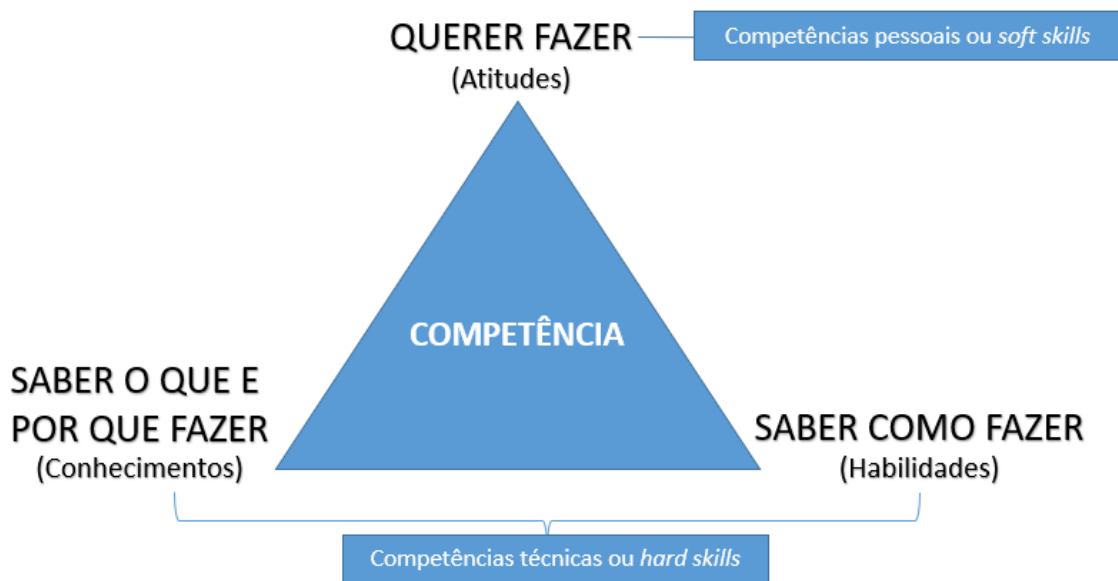 QUERER FAZER
(Atitudes)
Competências pessoais ou soft skills
COMPETÊNCIA
SABER O QUE E
POR QUE FAZER
(Conhecimentos)
SABER COMO FAZER
(Habilidades)
Competências técnicas ou hard skills